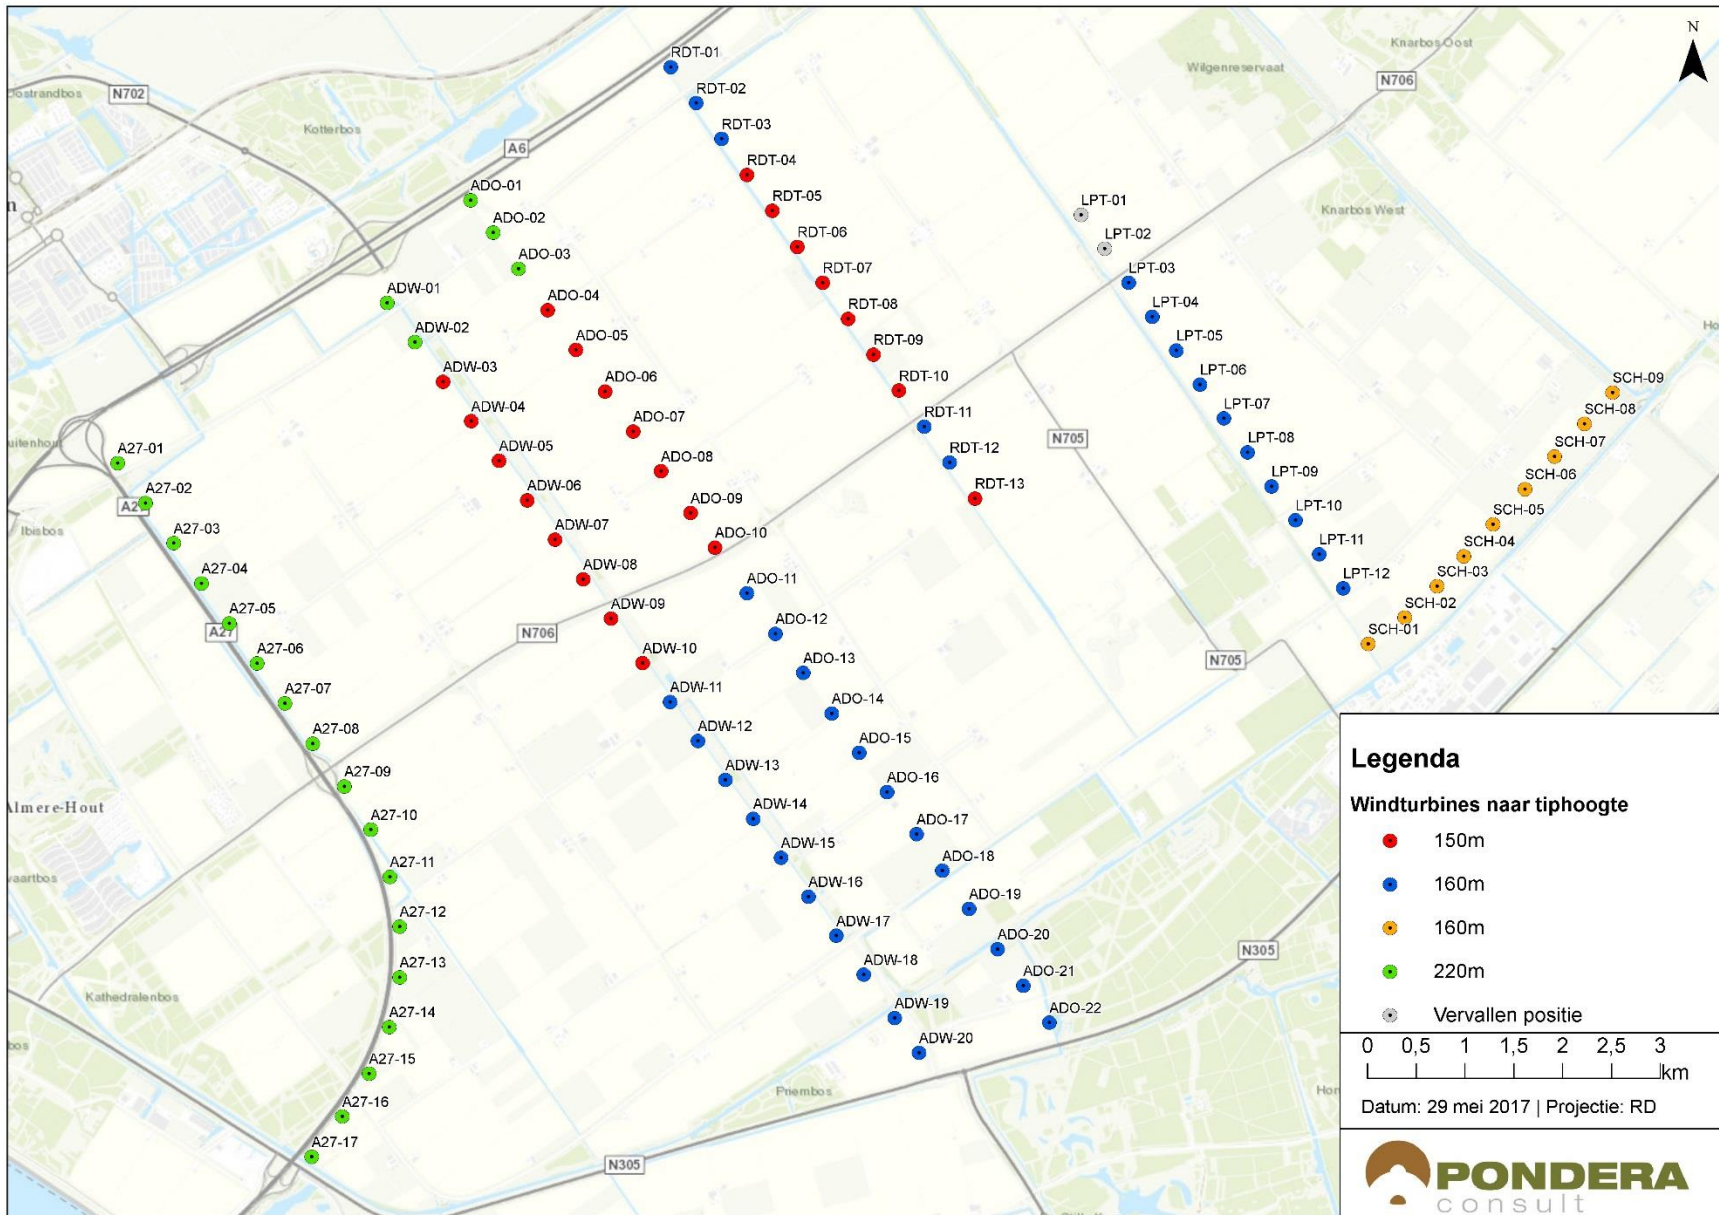 N
Knarbos Oost
Wilgenreservaat
N706
RDT-01
N702
oostrandbos
RDT-02
Kotterbos
A6
RDT-03
RDT-04
ADO-01
RDT-05
LPT-01
Knarbos West
n
ADO-02
RDT-06
LPT-02
ADO-03
RDT-07
LPT-03
ADW-01
ADO-04
RDT-08
LPT-04
Ho
ADW-02
ADO-05
RDT-09
LPT-05
ADW-03
ADO-06
RDT-10
LPT-06
SCH-09
ADW-04
ADO-07
RDT-11
LPT-07
SCH-08
uitenhout
A27-01
ADW-05
ADO-08
RDT-12
N705
LPT-08
SCH-07
A27-02
ADW-06
ADO-09
RDT-13
LPT-09
SCH-06
A27
Ibisbos
A27-03
ADW-07
ADO-10
LPT-10
SCH-05
A27-04
ADW-08
ADO-11
LPT-11
SCH-04
A27-05
ADW-09
ADO-12
LPT-12
SCH-03
A27
N706
SCH-02
A27-06
ADW-10
ADO-13
N705
SCH-01
A27-07
ADW-11
ADO-14
A27-08
ADW-12
ADO-15
A27-09
ADW-13
ADO-16
Almere-Hout
A27-10
ADW-14
ADO-17
A27-11
ADW-15
ADO-18
vaartbos
A27-12
ADW-16
ADO-19
A27-13
ADW-17
ADO-20
N305
Kathedralenbos
A27-14
ADW-18
ADO-21
bos
A27-15
ADW-19
ADO-22
A27-16
ADW-20
Priembos
Hor
A27-17
N305
Legenda
Windturbines naar tiphoogte
150m
160m
160m
220m
Vervallen positie
0 0,5 1 1,5 2 2,5 3
km
Datum: 29 mei 2017 | Projectie: RD
PONDERA
consult